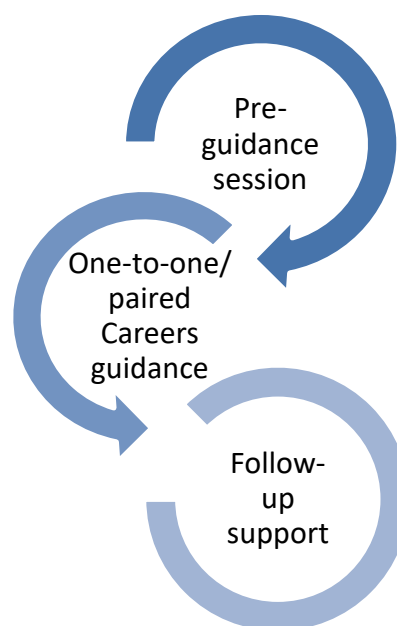 Pre-
guidance
session
One-to-one/
paired
Careers
guidance
Follow-
up
support